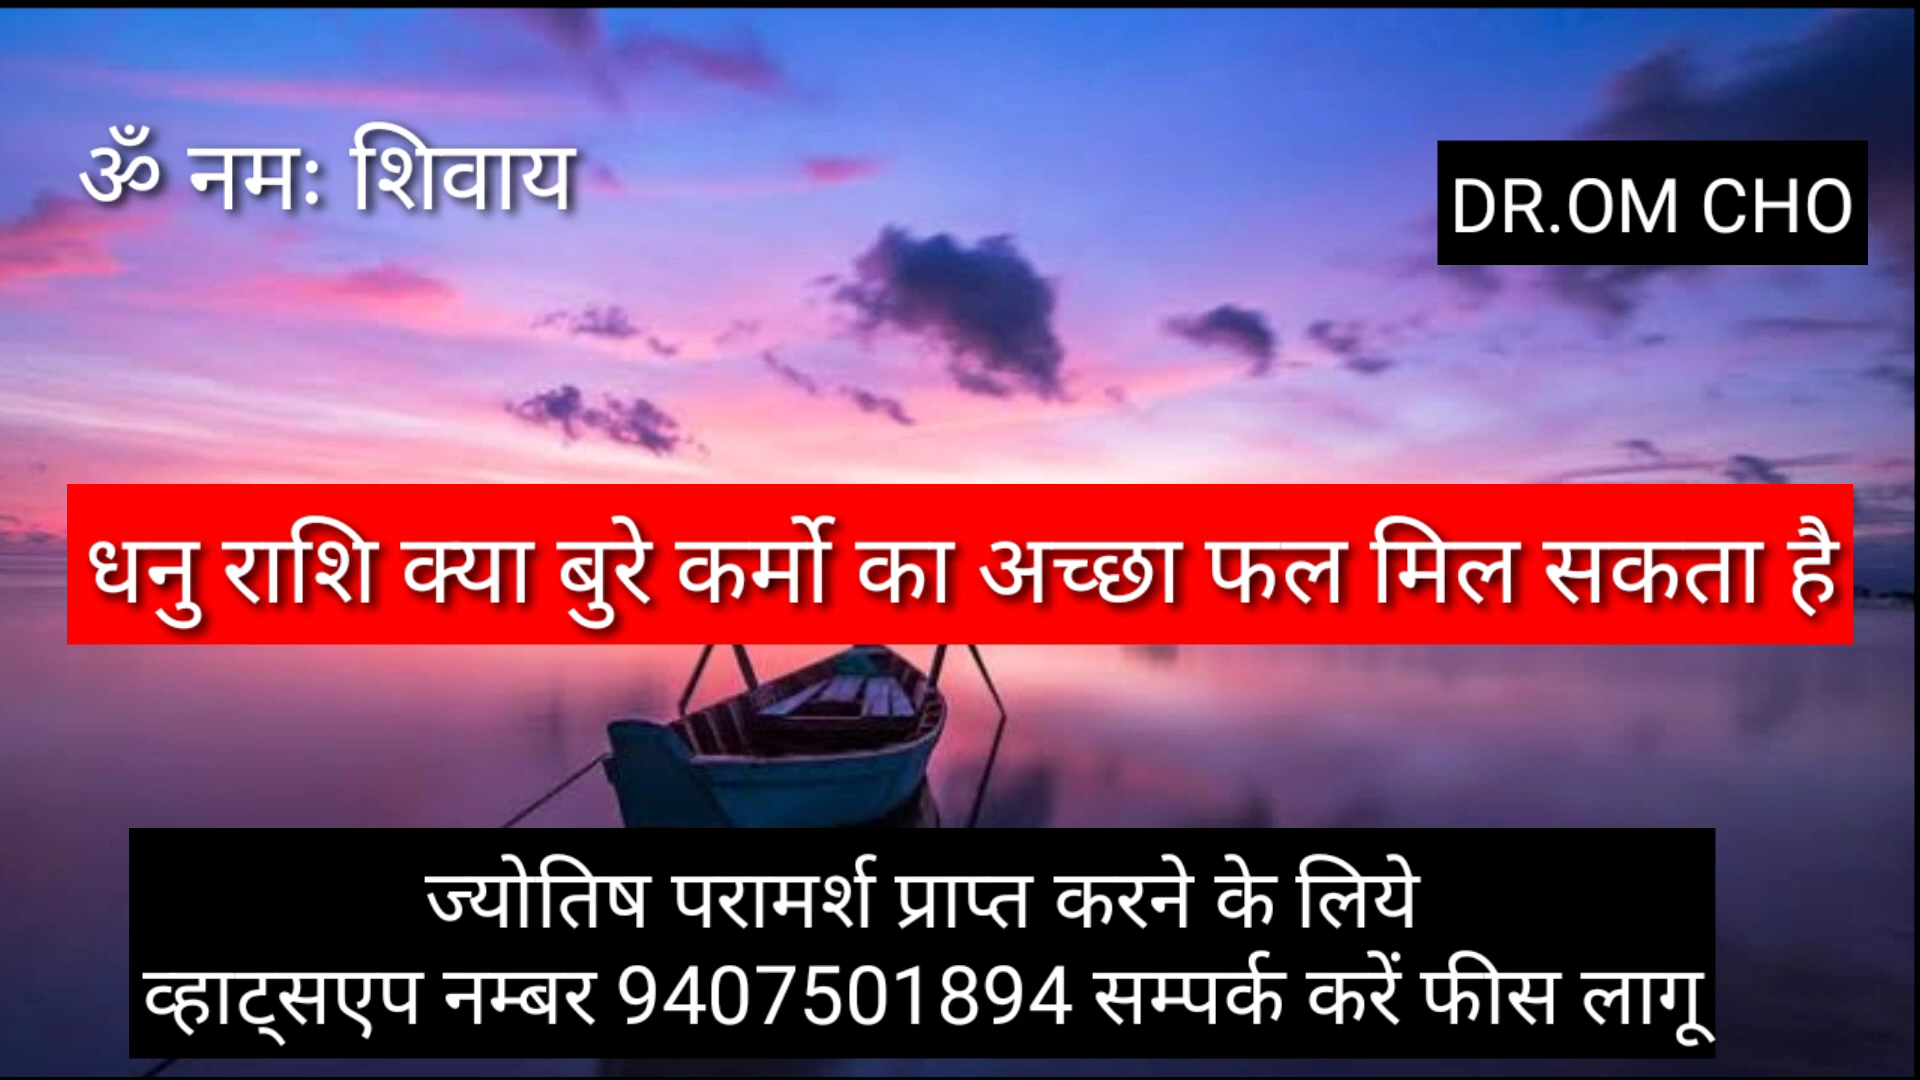 ॐ नमः शिवाय
DR.OM CHO
धनु राशि क्या बुरे कर्मो का अच्छा फल मिल सकता है
ज्योतिष परामर्श प्राप्त करने के लिये
व्हाट्सएप नम्बर 9407501894 सम्पर्क करें फीस लागू